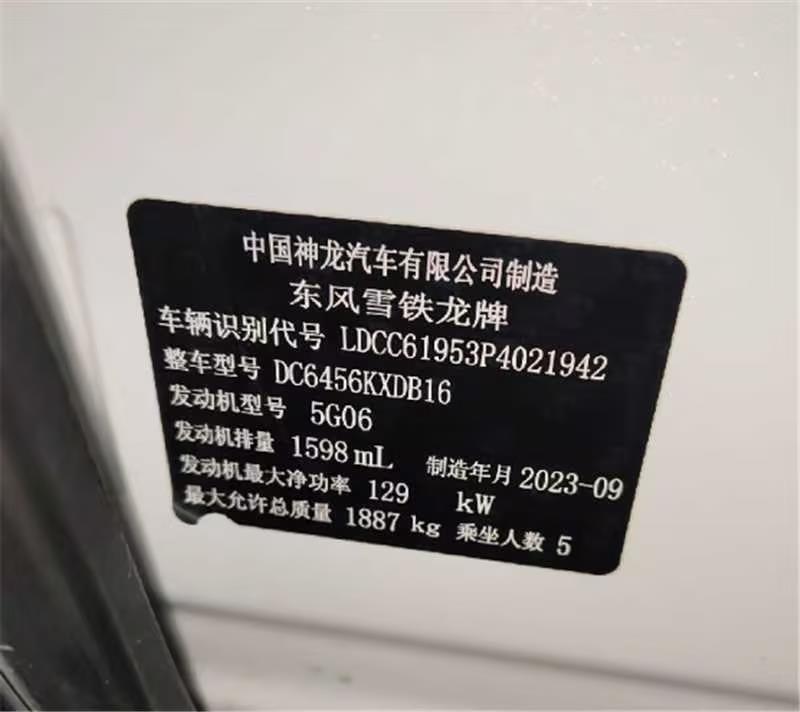 中国神龙汽车有限公司制造
东风雪铁龙牌
车辆识别代号 LDCC61953P4021942
整车型号 DC6456KXDB16
发动机型号 5G06
发动机排量 1598mL 制造年月 2023-09
发动机最大净功率 129 kW
最大允许总质量 1887 kg 乘坐人数 5